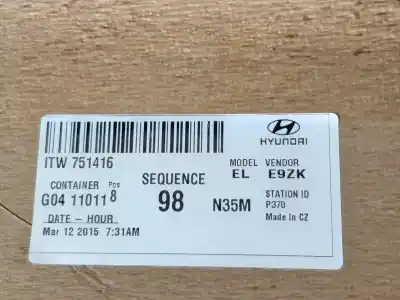 HYUNDAI
ITW 751416
MODEL VENDOR
EL E9ZK
CONTAINER Pos
G04 11011 8
SEQUENCE
98
N35M
STATION ID
P370
Made in CZ
DATE - HOUR
Mar 12 2015 7:31AM